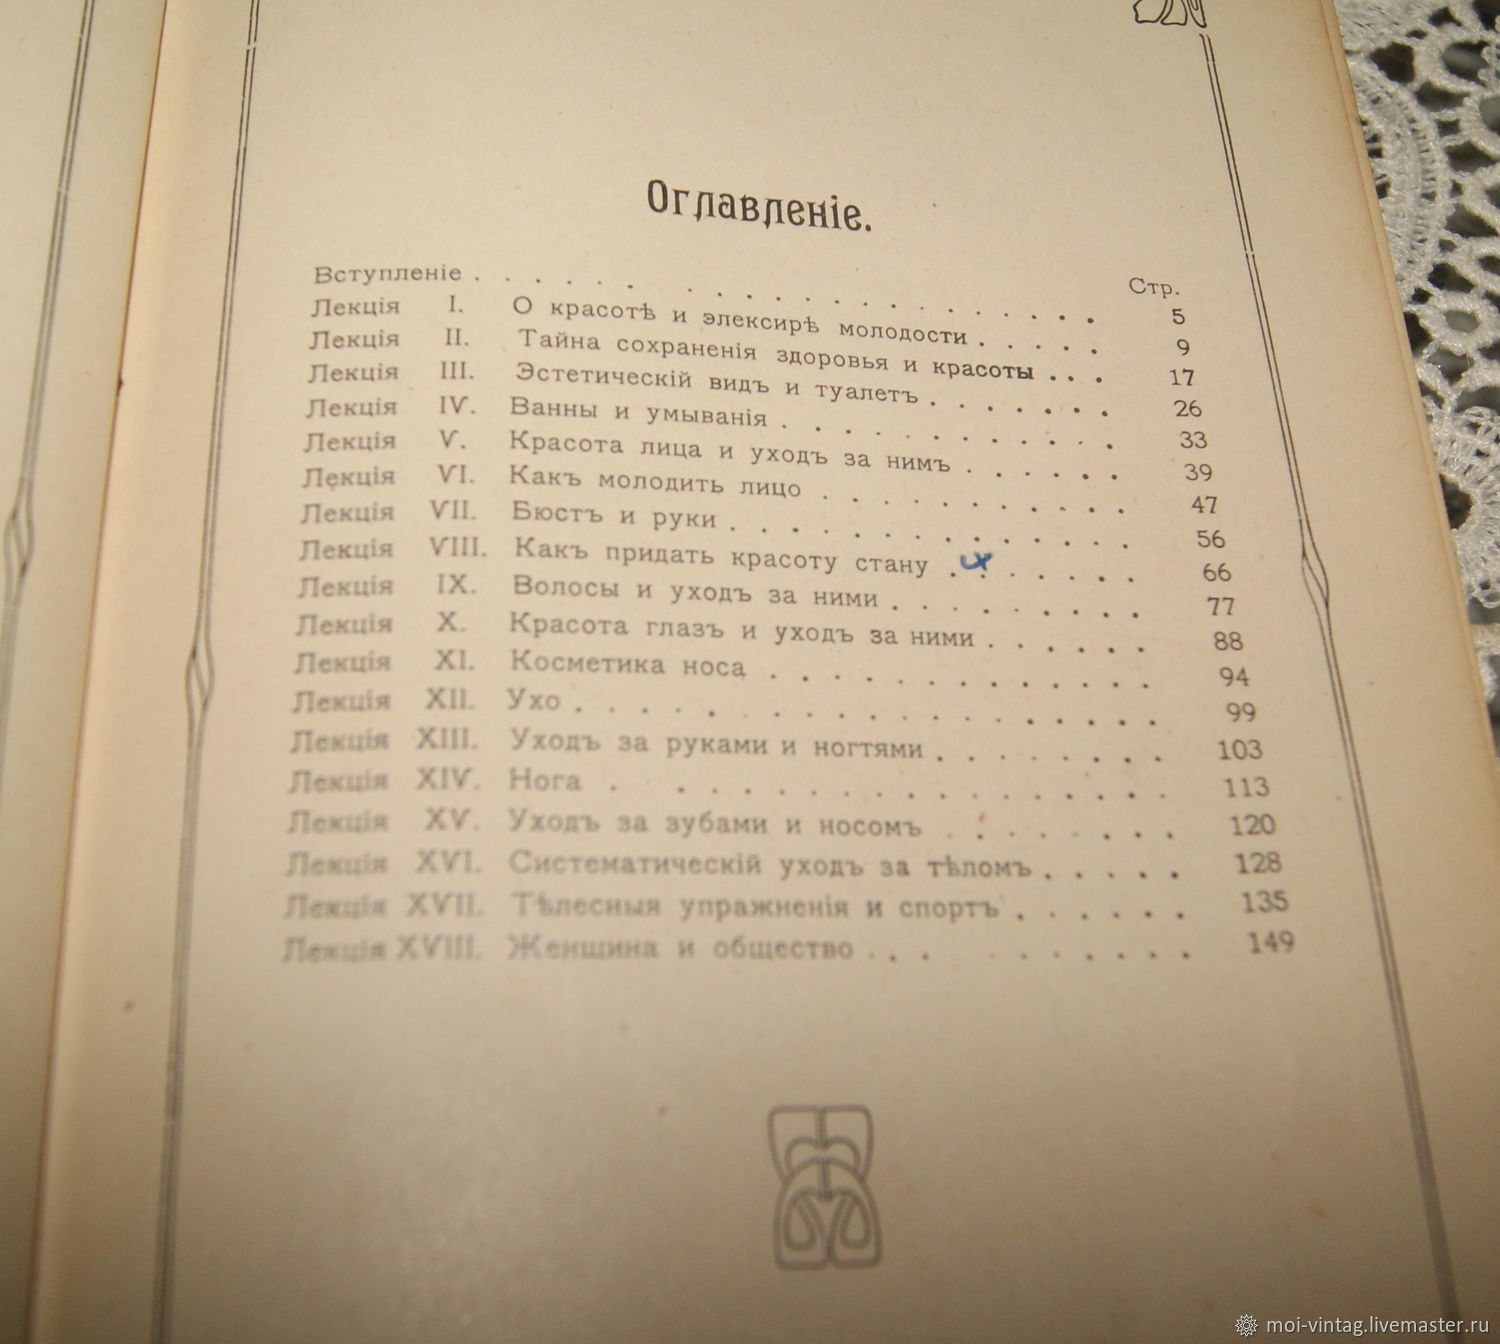 Оглавленіе.
Стр.
Вступленіе . . . . . . . . . . . . . . . . . . . 5
Лекція I. О красотѣ и элексирѣ молодости . . . . . 9
Лекція II. Тайна сохраненія здоровья и красоты . . . 17
Лекція III. Эстетическій видъ и туалетъ . . . . . . . 26
Лекція IV. Ванны и умыванія . . . . . . . . . . . 33
Лекція V. Красота лица и уходъ за нимъ . . . . . . 39
Лекція VI. Какъ молодить лицо . . . . . . . . . . . 47
Лекція VII. Бюстъ и руки . . . . . . . . . . . . . . 56
Лекція VIII. Какъ придать красоту стану . . . . . . . 66
Лекція IX. Волосы и уходъ за ними . . . . . . . . . 77
Лекція X. Красота глазъ и уходъ за ними . . . . . . 88
Лекція XI. Косметика носа . . . . . . . . . . . . . 94
Лекція XII. Ухо . . . . . . . . . . . . . . . . . . 99
Лекція XIII. Уходъ за руками и ногтями . . . . . . . . 103
Лекція XIV. Нога . . . . . . . . . . . . . . . . . 113
Лекція XV. Уходъ за зубами и носомъ . . . . . . . 120
Лекція XVI. Систематическій уходъ за тѣломъ . . . . . 128
Лекція XVII. Тѣлесныя упражненія и спортъ . . . . . . 135
Лекція XVIII. Женщина и общество . . . . . . . . . . 149
moi-vintag.livemaster.ru